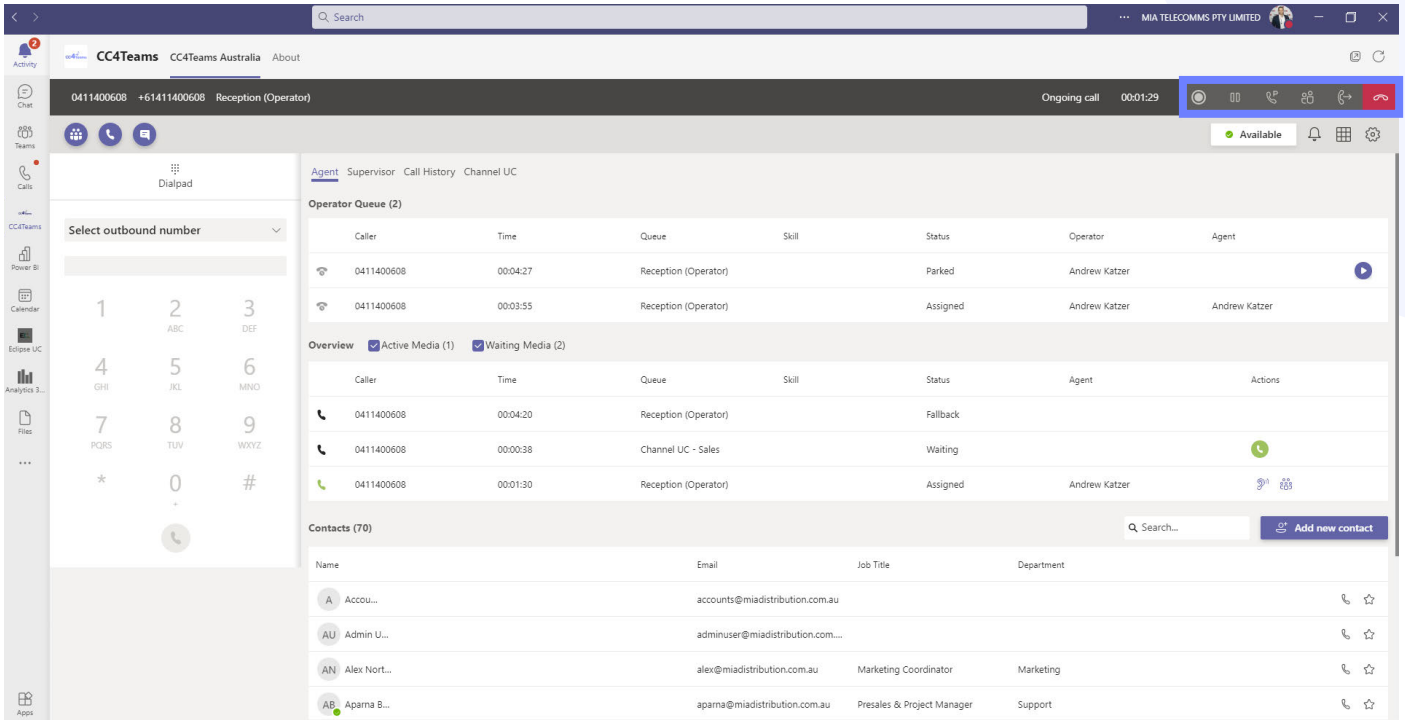 Search
MIA TELECOMMS PTY LIMITED
2
Activity
CC4Teams CC4Teams Australia About
Chat
0411400608 +61411400608 Reception (Operator) Ongoing call 00:01:29
Teams
Available
Calls
Dialpad
Agent Supervisor Call History Channel UC
CC4Teams
Select outbound number
Operator Queue (2)
Caller Time Queue Skill Status Operator Agent
Power BI
0411400608 00:04:27 Reception (Operator) Parked Andrew Katzer
Calendar
0411400608 00:03:55 Reception (Operator) Assigned Andrew Katzer Andrew Katzer
1 2 3
ABC DEF
Eclipse UC
Overview Active Media (1) Waiting Media (2)
4 5 6
GHI JKL MNO
Analytics 3...
Caller Time Queue Skill Status Agent Actions
Files
7 8 9
PQRS TUV WXYZ
0411400608 00:04:20 Reception (Operator) Fallback
0411400608 00:00:38 Channel UC - Sales Waiting
* 0 #
+
0411400608 00:01:30 Reception (Operator) Assigned Andrew Katzer
Contacts (70) Search... Add new contact
Name Email Job Title Department
A Accou... accounts@miadistribution.com.au
AU Admin U... adminuser@miadistribution.com....
AN Alex Nort... alex@miadistribution.com.au Marketing Coordinator Marketing
AB Aparna B... aparna@miadistribution.com.au Presales & Project Manager Support
Apps